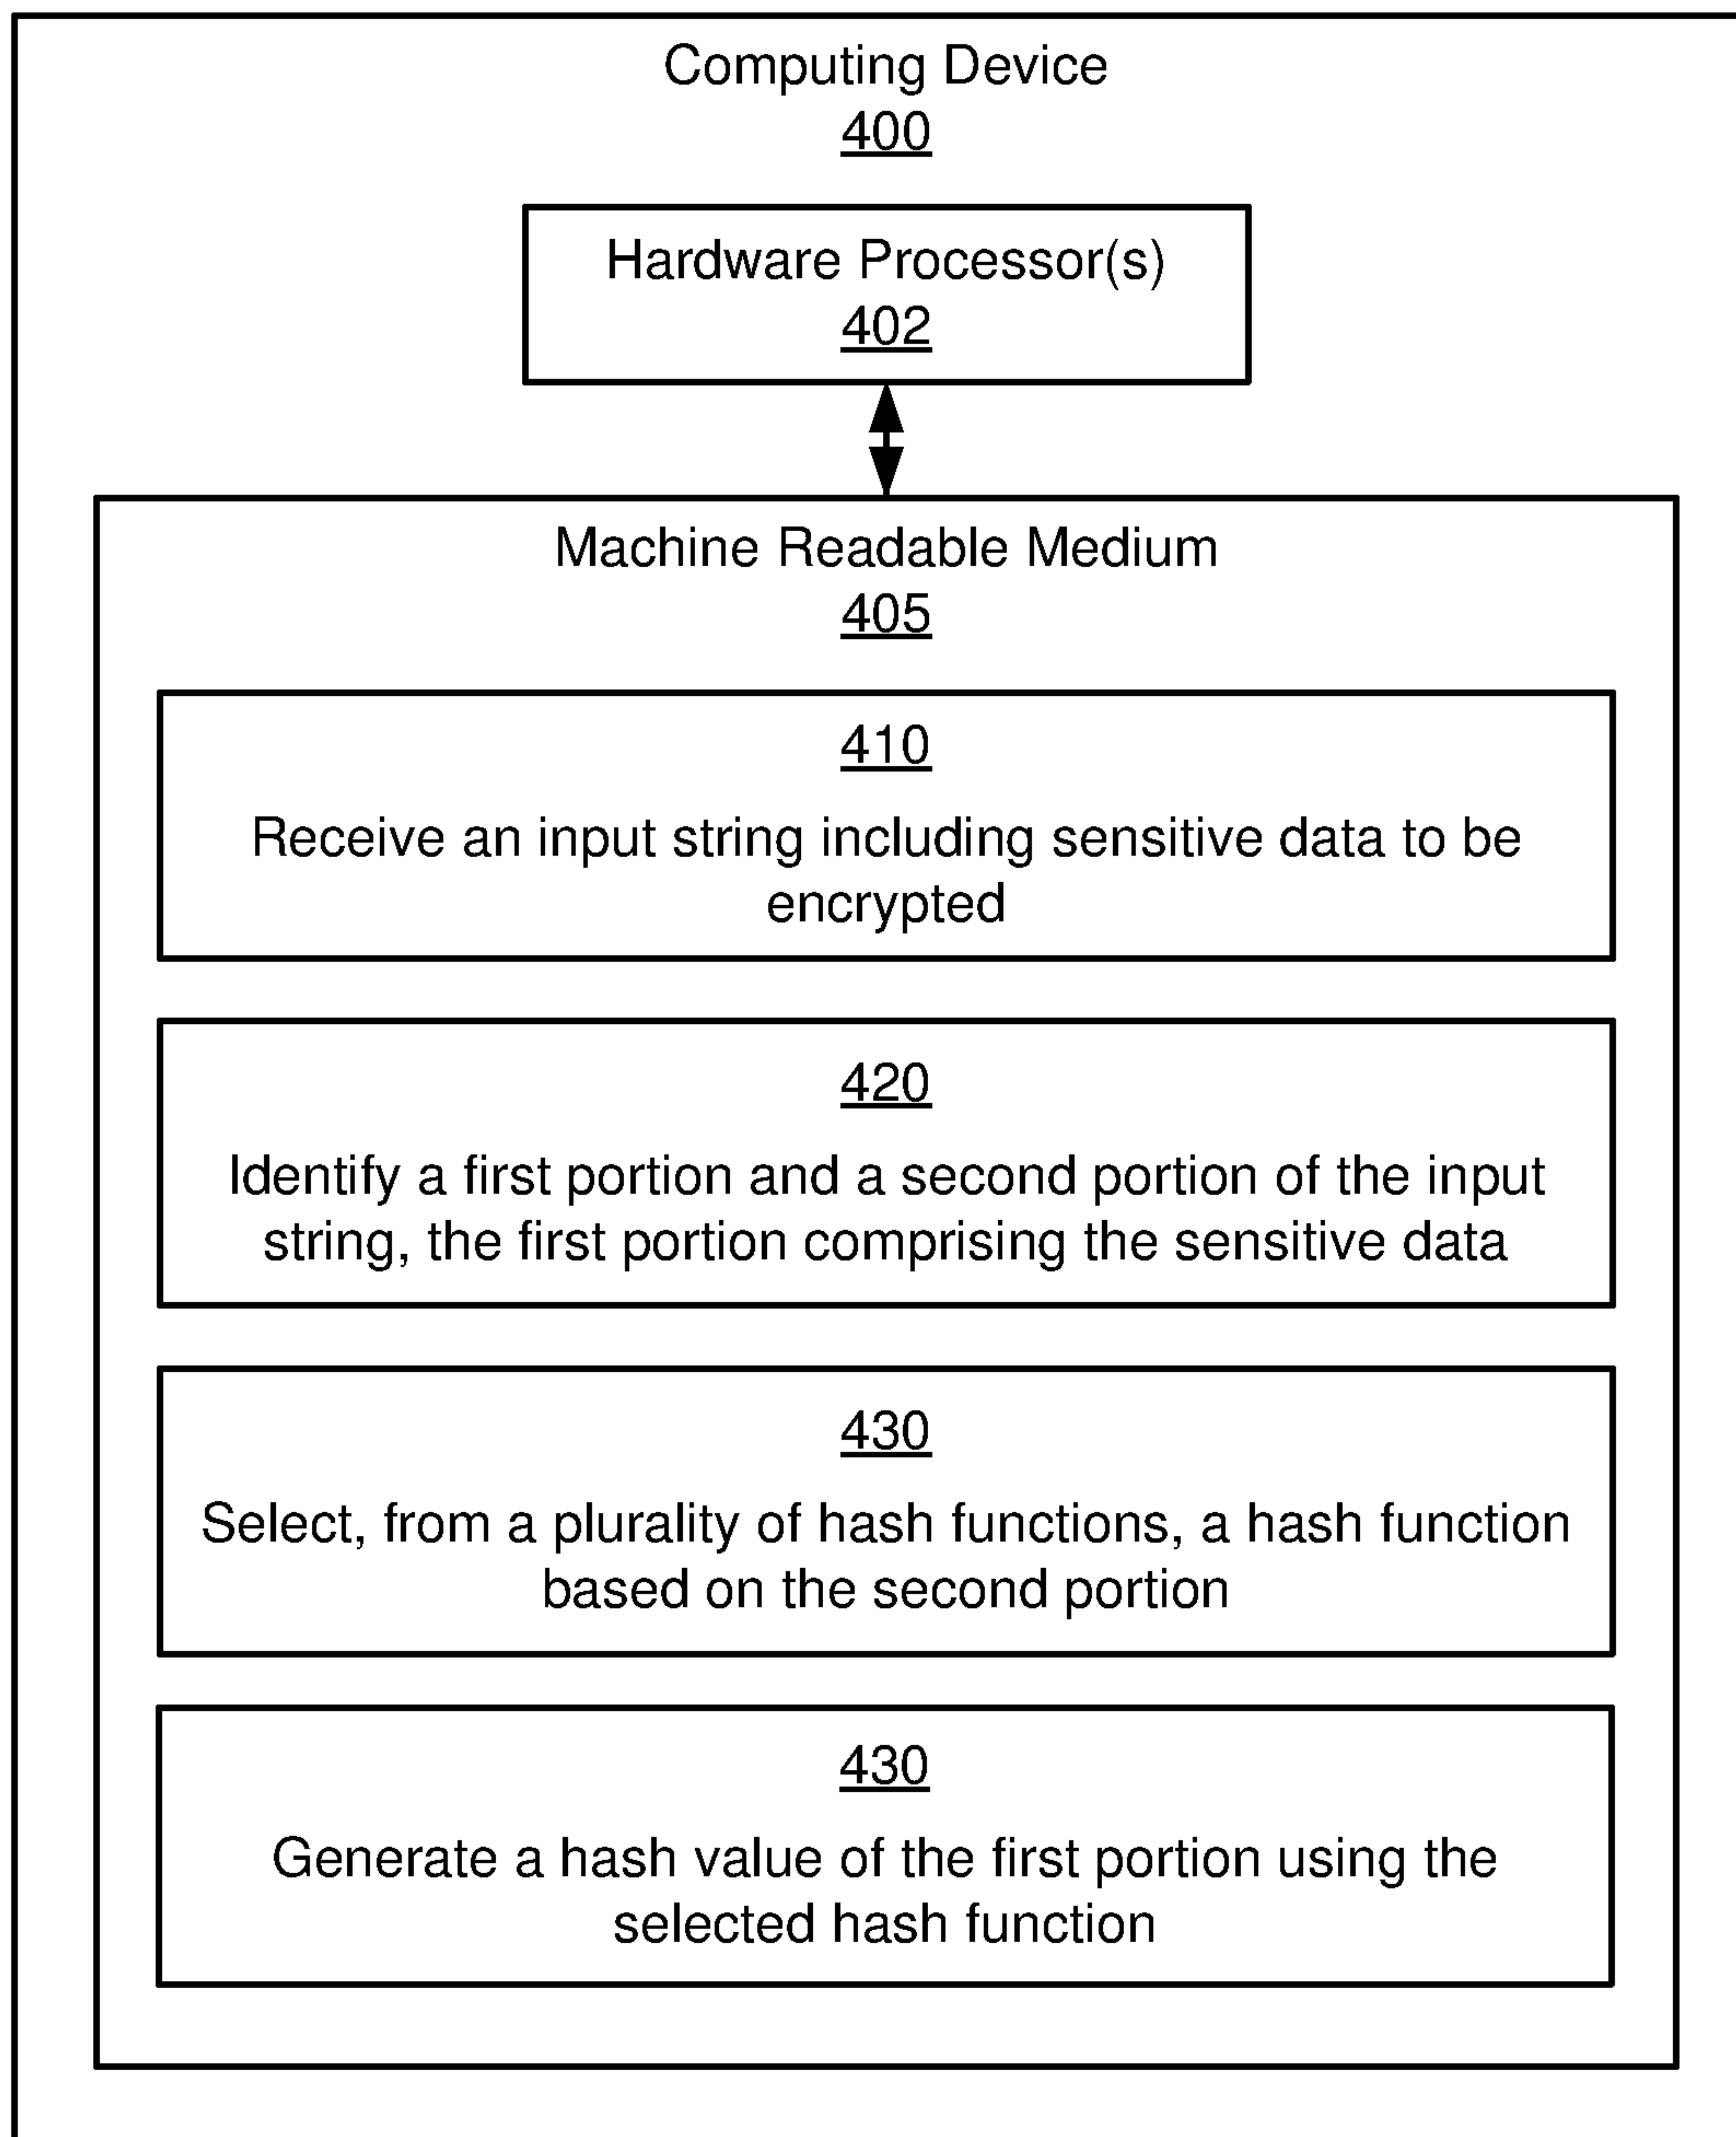 Computing Device
400
Hardware Processor(s)
402
Machine Readable Medium
405
410
Receive an input string including sensitive data to be
encrypted
420
Identify a first portion and a second portion of the input
string, the first portion comprising the sensitive data
430
Select, from a plurality of hash functions, a hash function
based on the second portion
430
Generate a hash value of the first portion using the
selected hash function